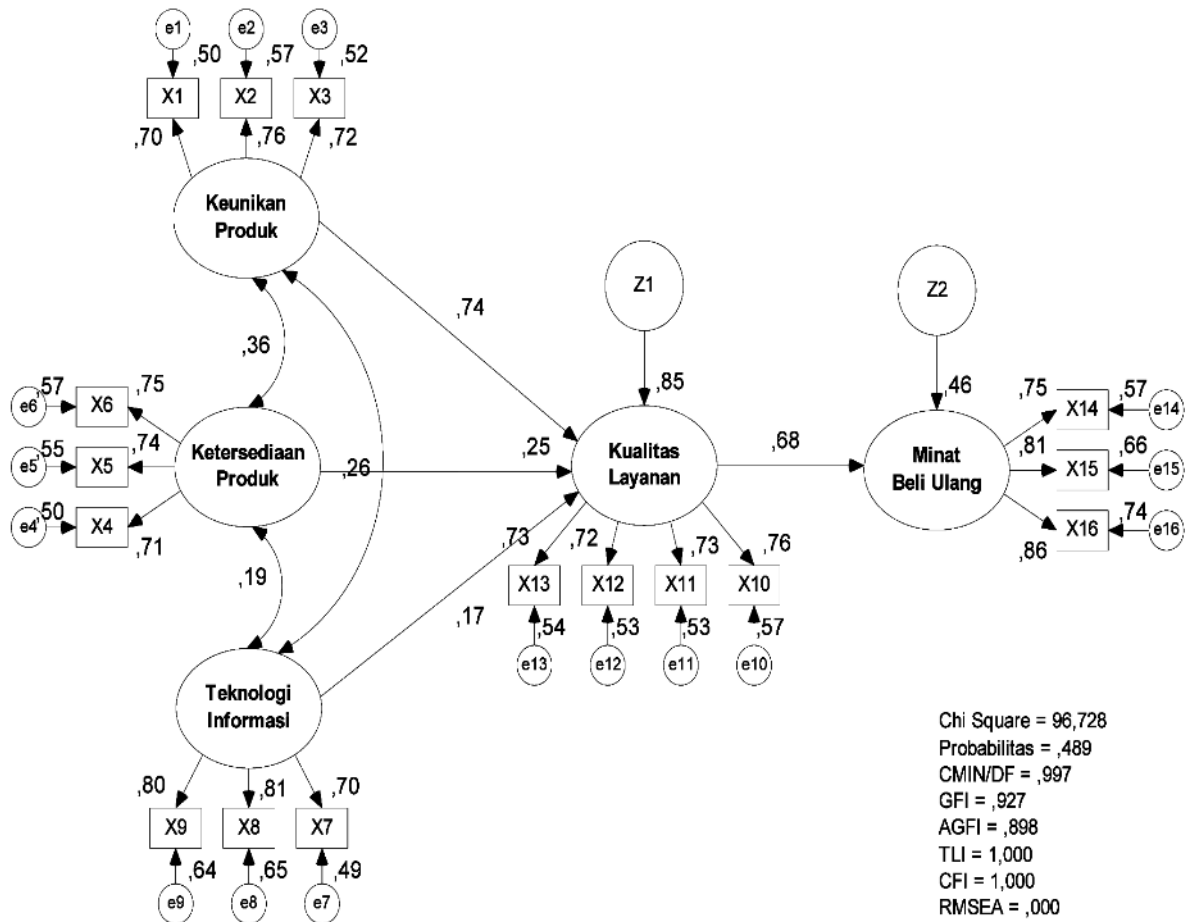 e1
e2
e3
,50
,57
,52
X1
X2
X3
,70
,76
,72
Keunikan
Produk
Z1
Z2
,74
,36
,85
,46
,57
,75
e6
X6
,55
,74
e5
X5
,50
e4
X4
,71
Ketersediaan
Produk
,26
,25
Kualitas
Layanan
,68
Minat
Beli Ulang
,75
,57
X14
e14
,81
,66
X15
e15
,74
X16
e16
,86
,19
,17
,73
,72
,73
,76
X13
X12
X11
X10
,54
,53
,53
,57
e13
e12
e11
e10
Teknologi
Informasi
,80
,81
,70
X9
X8
X7
,64
,65
,49
e9
e8
e7
Chi Square = 96,728
Probabilitas = ,489
CMIN/DF = ,997
GFI = ,927
AGFI = ,898
TLI = 1,000
CFI = 1,000
RMSEA = ,000